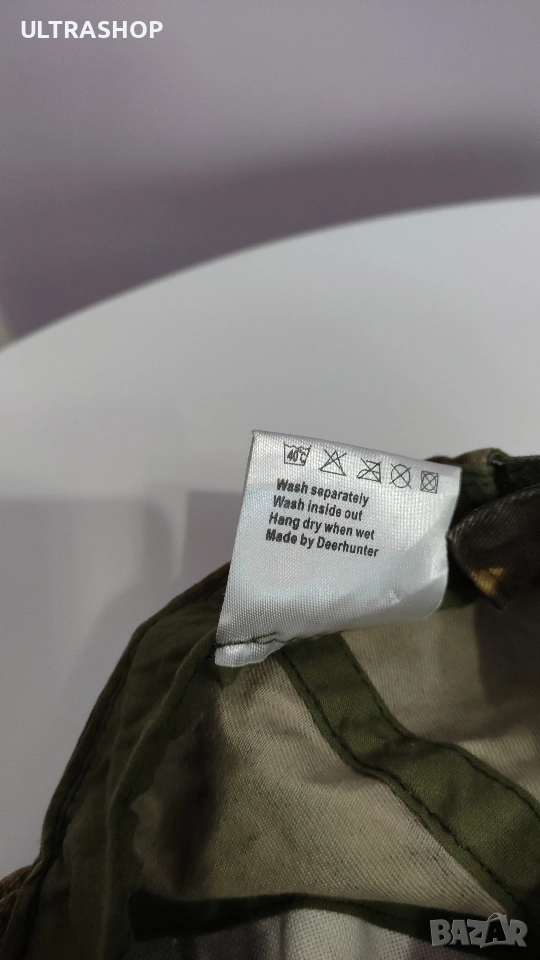 ULTRASHOP
40°C
Wash separately
Wash inside out
Hang dry when wet
Made by Deerhunter
BAZAR